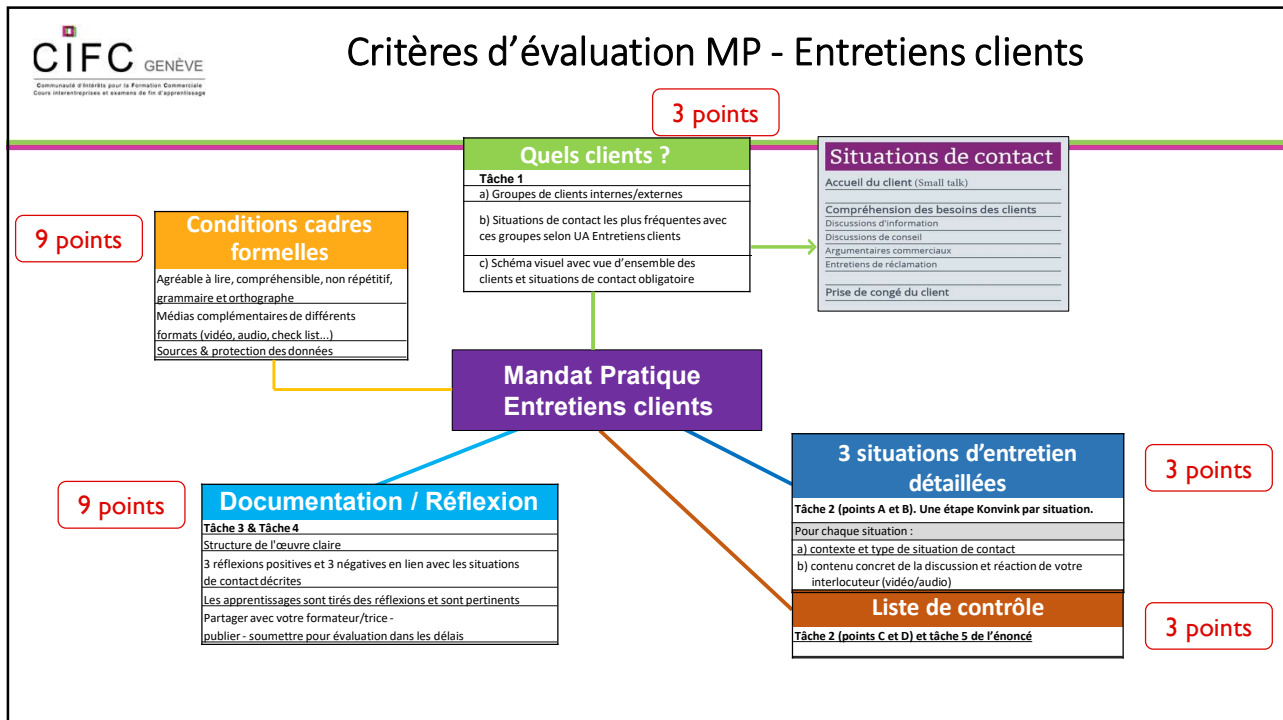 CIFC GENÈVE
Communauté d'Intérêts pour la Formation Commerciale
Cours interentreprises et examens de fin d'apprentissage
Critères d'évaluation MP - Entretiens clients
3 points
Quels clients ?
Tâche 1
a) Groupes de clients internes/externes
b) Situations de contact les plus fréquentes avec
ces groupes selon UA Entretiens clients
c) Schéma visuel avec vue d'ensemble des
clients et situations de contact obligatoire
Situations de contact
Accueil du client (Small talk)
Compréhension des besoins des clients
Discussions d'information
Discussions de conseil
Argumentaires commerciaux
Entretiens de réclamation
Prise de congé du client
9 points
Conditions cadres
formelles
Agréable à lire, compréhensible, non répétitif,
grammaire et orthographe
Médias complémentaires de différents
formats (vidéo, audio, check list...)
Sources & protection des données
Mandat Pratique
Entretiens clients
9 points
Documentation / Réflexion
Tâche 3 & Tâche 4
Structure de l'œuvre claire
3 réflexions positives et 3 négatives en lien avec les situations
de contact décrites
Les apprentissages sont tirés des réflexions et sont pertinents
Partager avec votre formateur/trice -
publier - soumettre pour évaluation dans les délais
3 situations d'entretien
détaillées
Tâche 2 (points A et B). Une étape Konvink par situation.
Pour chaque situation :
a) contexte et type de situation de contact
b) contenu concret de la discussion et réaction de votre
interlocuteur (vidéo/audio)
3 points
Liste de contrôle
Tâche 2 (points C et D) et tâche 5 de l'énoncé
3 points